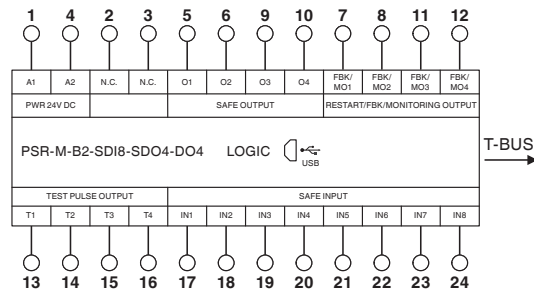 1 4 2 3 5 6 9 10 7 8 11 12
A1 A2 N.C. N.C. O1 O2 O3 O4 FBK/ MO1 FBK/ MO2 FBK/ MO3 FBK/ MO4
PWR 24V DC SAFE OUTPUT RESTART/FBK/MONITORING OUTPUT
PSR-M-B2-SDI8-SDO4-DO4 LOGIC USB T-BUS
TEST PULSE OUTPUT SAFE INPUT
T1 T2 T3 T4 IN1 IN2 IN3 IN4 IN5 IN6 IN7 IN8
13 14 15 16 17 18 19 20 21 22 23 24